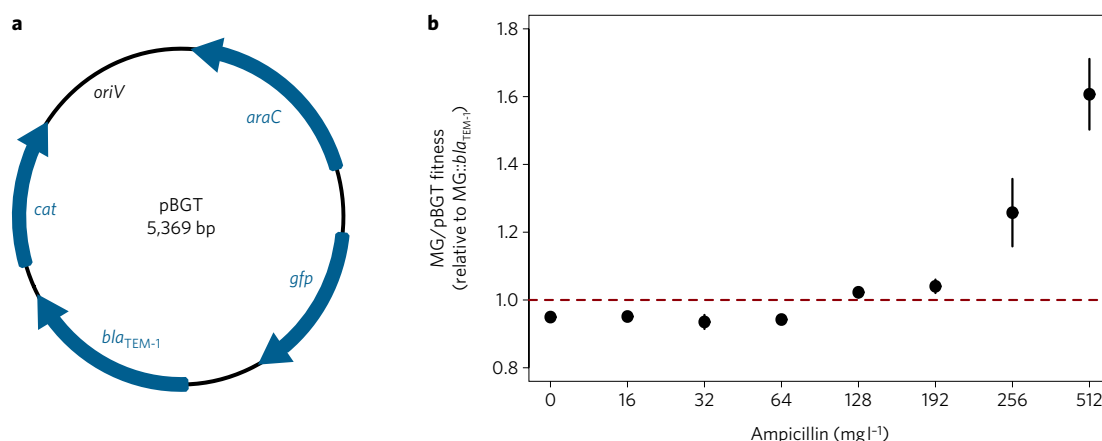 a
oriV
araC
cat
pBGT
5,369 bp
gfp
blaTEM-1
b
MG/pBGT fitness
(relative to MG::blaTEM-1)
1.8
1.6
1.4
1.2
1.0
0.8
0 16 32 64 128 192 256 512
Ampicillin (mg l–1)